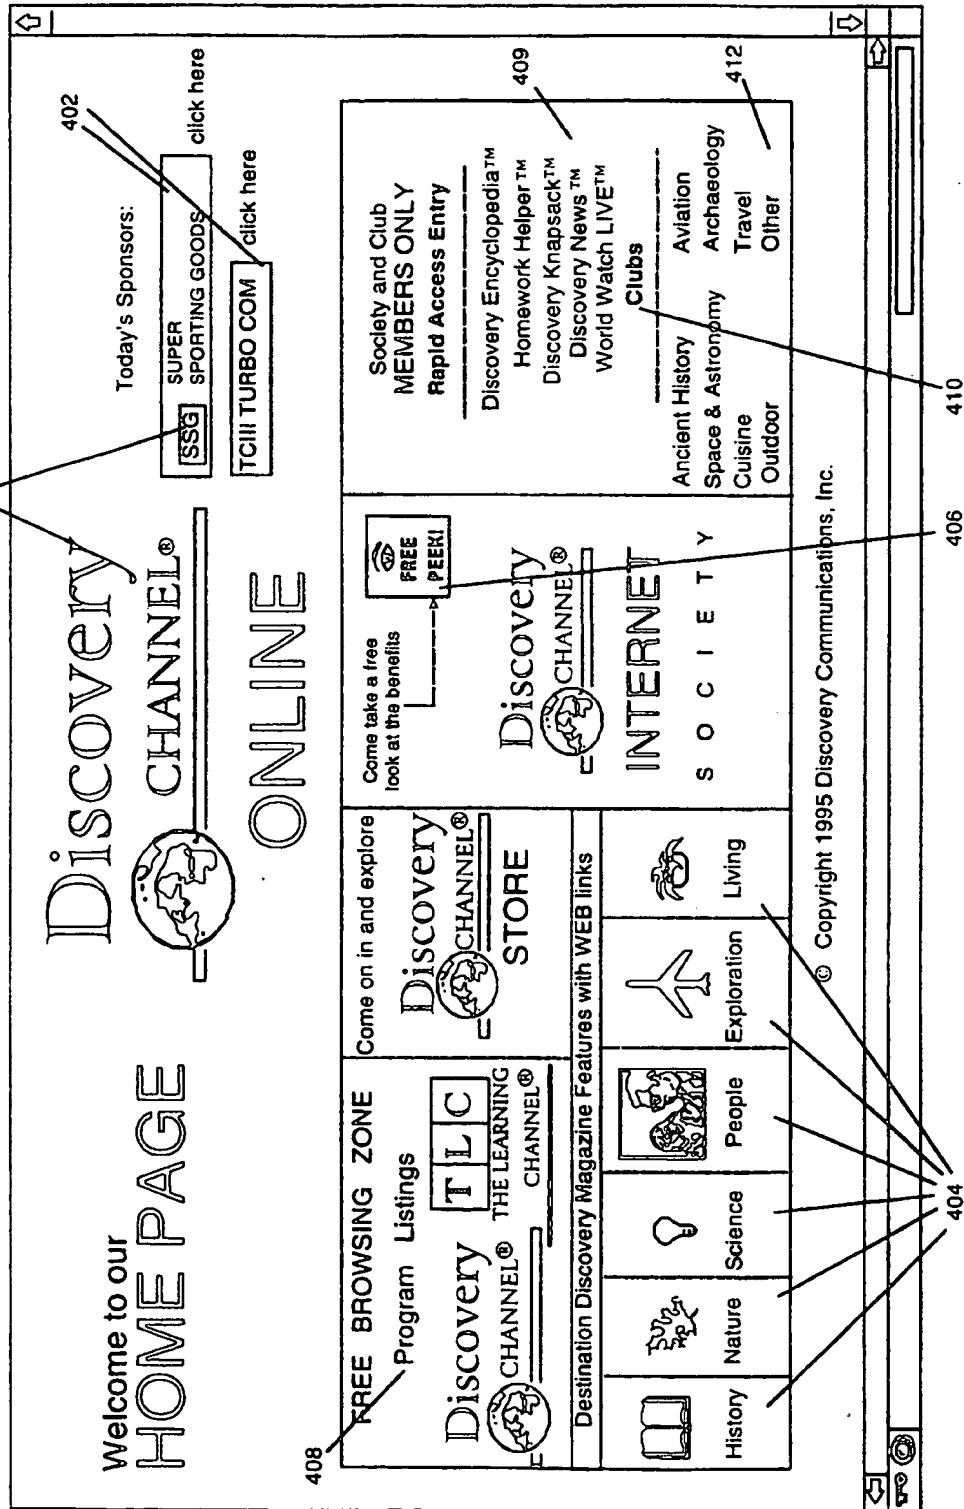 Welcome to our
HOME PAGE
Discovery
CHANNEL®
ONLINE
Today's Sponsors:
SSG
SUPER
SPORTING GOODS
click here
TCIII TURBO COM
click here
402
FREE BROWSING ZONE
Program Listings
408
Discovery
CHANNEL®
T L C
THE LEARNING
CHANNEL®
Come on in and explore
Discovery
CHANNEL®
STORE
Destination Discovery Magazine Features with WEB links
History
Nature
Science
People
Exploration
Living
404
Come take a free
look at the benefits
FREE
PEEK!
Discovery
CHANNEL®
INTERNET
SOCIETY
406
Society and Club
MEMBERS ONLY
Rapid Access Entry
Discovery Encyclopedia™
Homework Helper™
Discovery Knapsack™
Discovery News™
World Watch LIVE™
409
Clubs
410
Ancient History Aviation
Space & Astronomy Archaeology
Cuisine Travel
Outdoor Other
412
© Copyright 1995 Discovery Communications, Inc.